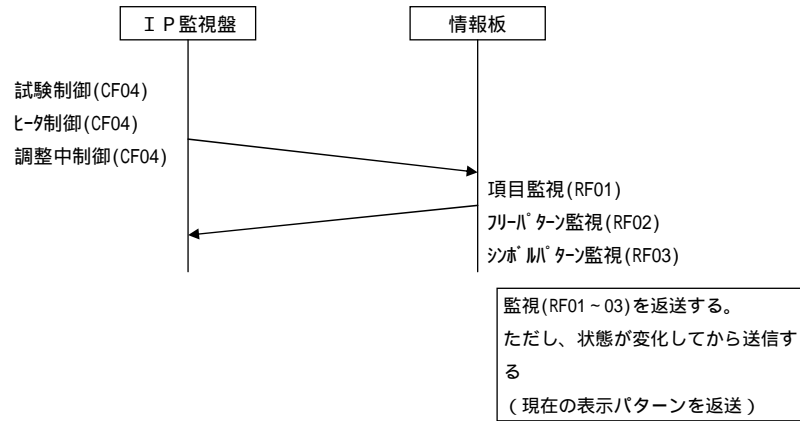 ＩＰ監視盤
情報板
試験制御(CF04)
ﾋｰﾀ制御(CF04)
調整中制御(CF04)
項目監視(RF01)
ﾌﾘｰﾊﾟﾀｰﾝ監視(RF02)
ｼﾝﾎﾞﾙﾊﾟﾀｰﾝ監視(RF03)
監視(RF01~03)を返送する。
ただし、状態が変化してから送信す
る
(現在の表示パターンを返送)